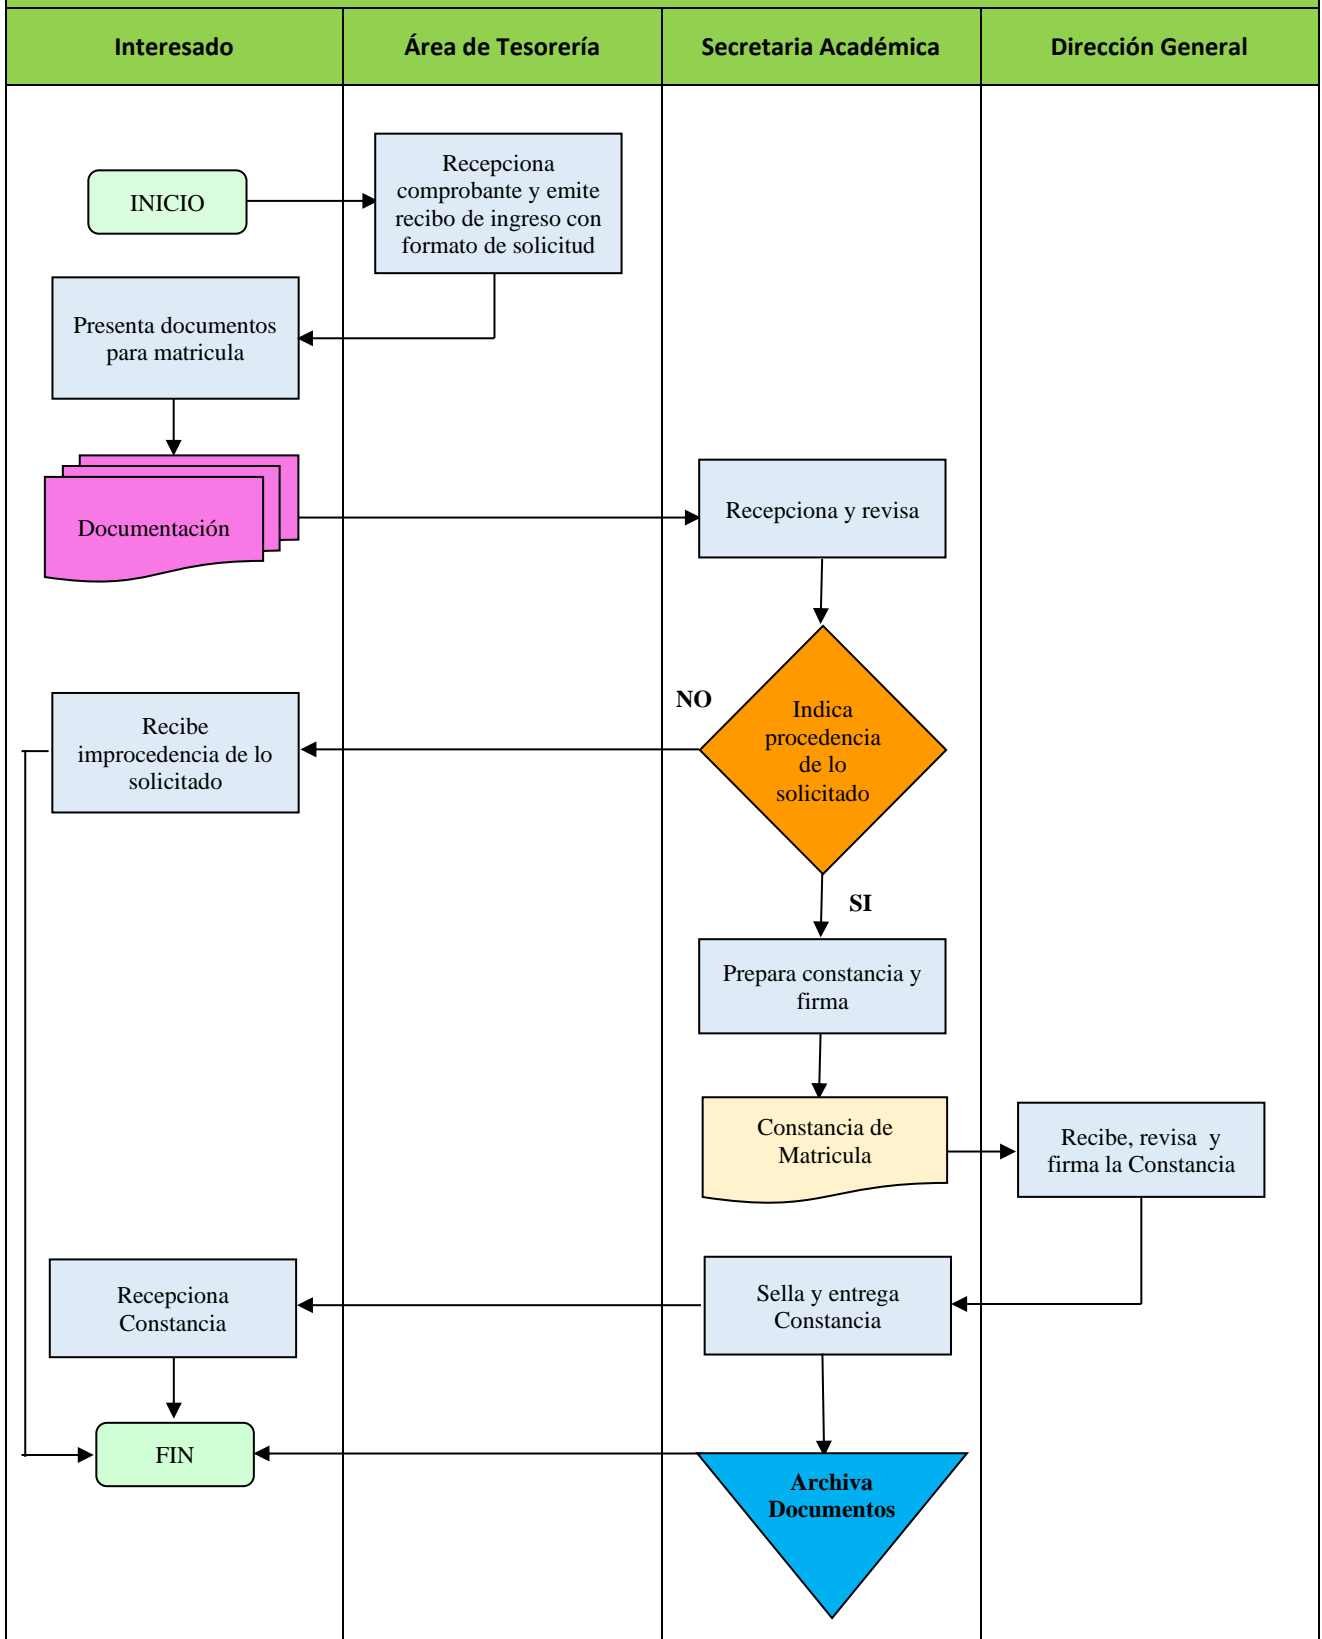 Interesado
Área de Tesorería
Secretaria Académica
Dirección General
INICIO
Recepciona
comprobante y emite
recibo de ingreso con
formato de solicitud
Presenta documentos
para matricula
Documentación
Recepciona y revisa
NO
Indica
procedencia
de lo
solicitado
Recibe
improcedencia de lo
solicitado
SI
Prepara constancia y
firma
Constancia de
Matricula
Recibe, revisa  y
firma la Constancia
Sella y entrega
Constancia
Recepciona
Constancia
FIN
Archiva
Documentos